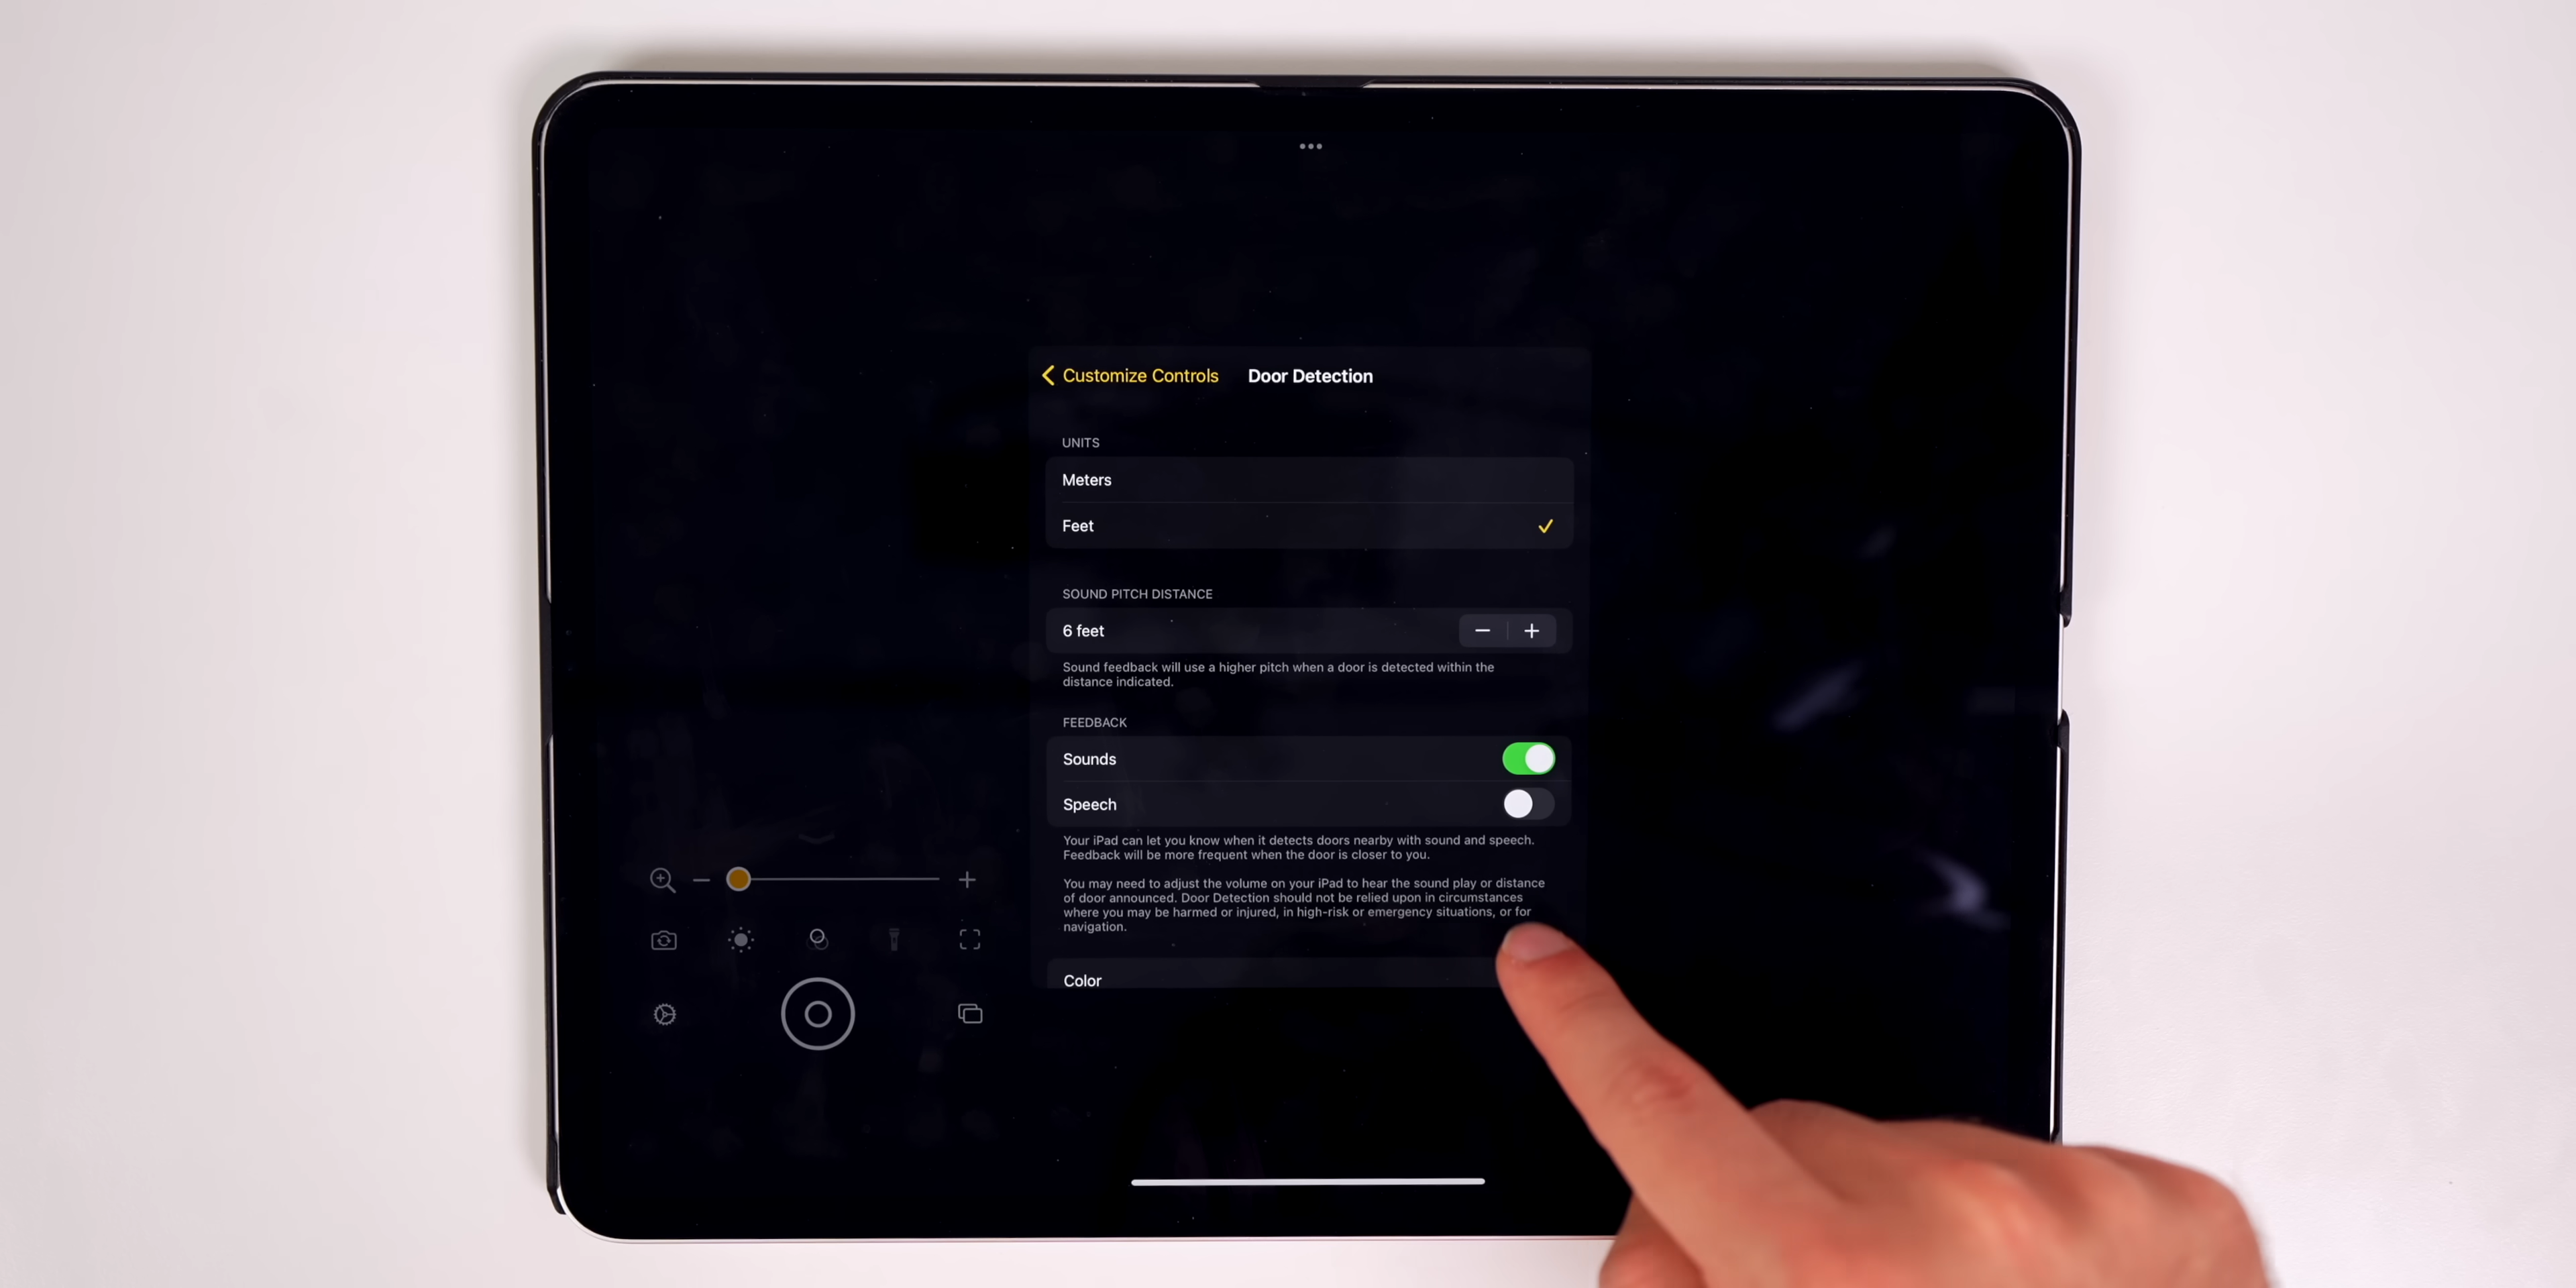 Customize Controls
Door Detection
UNITS
Meters
Feet
SOUND PITCH DISTANCE
6 feet
Sound feedback will use a higher pitch when a door is detected within the
distance indicated.
FEEDBACK
Sounds
Speech
Your iPad can let you know when it detects doors nearby with sound and speech.
Feedback will be more frequent when the door is closer to you.
You may need to adjust the volume on your iPad to hear the sound play or distance
of door announced. Door Detection should not be relied upon in circumstances
where you may be harmed or injured, in high-risk or emergency situations, or for
navigation.
Color